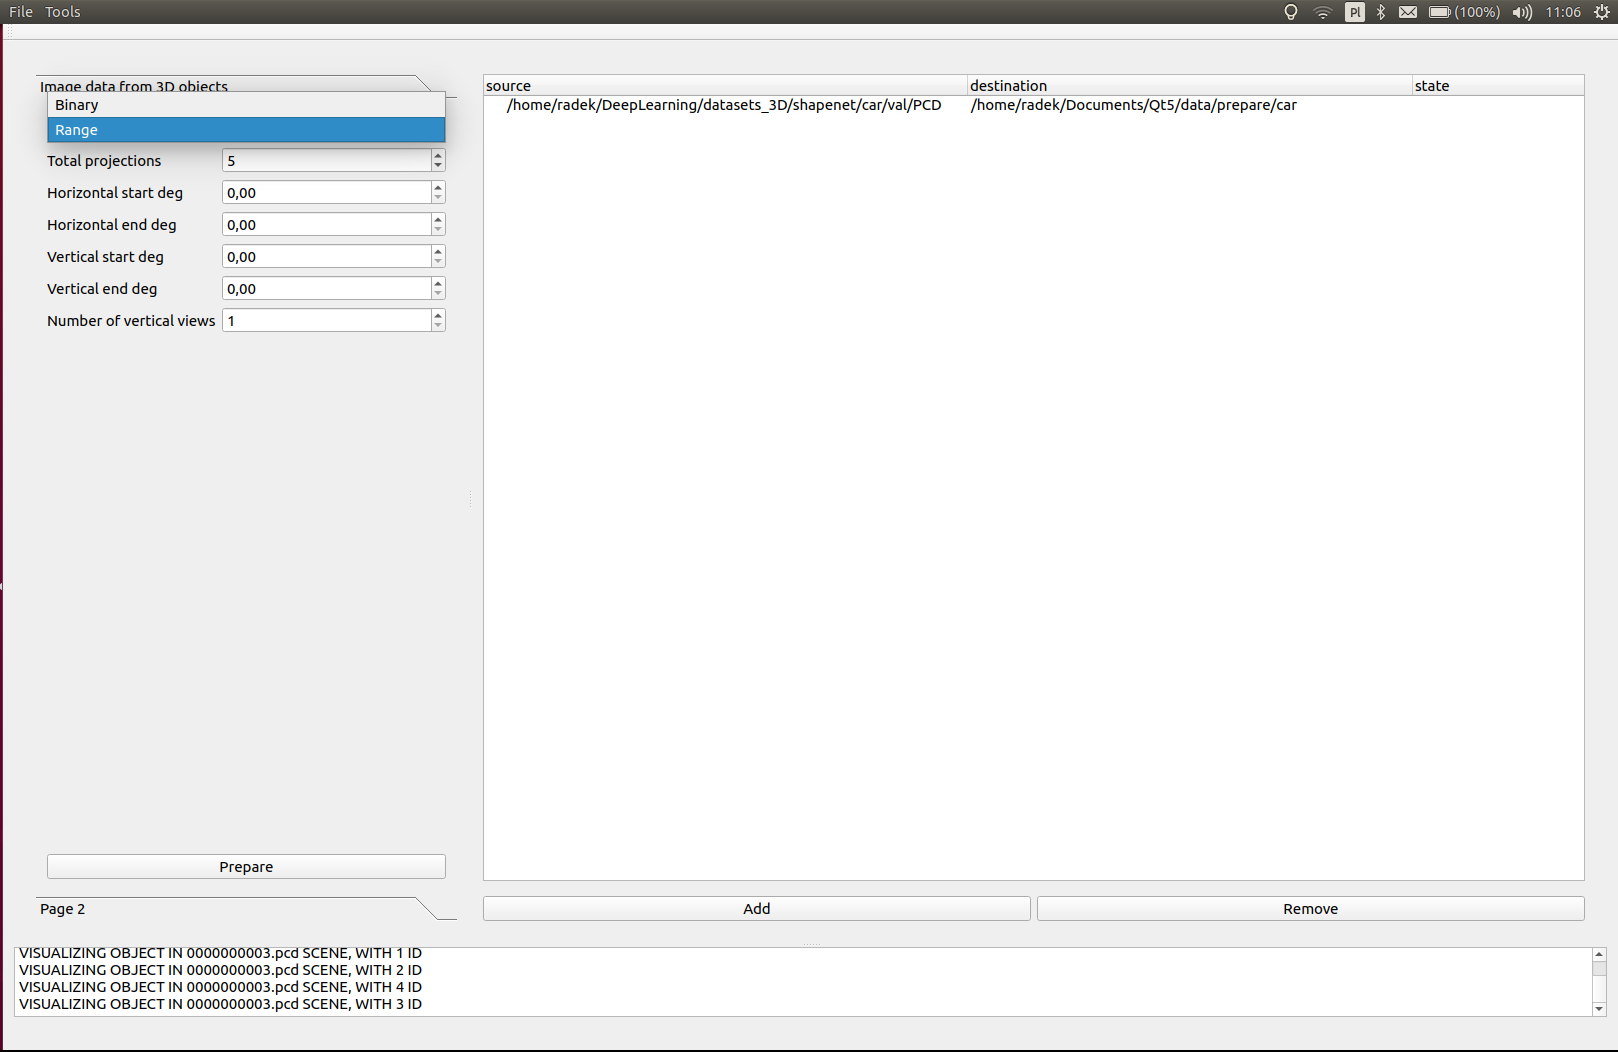 File Tools Pl (100%) 11:06
Image data from 3D objects
Binary
Range
Total projections 5
Horizontal start deg 0,00
Horizontal end deg 0,00
Vertical start deg 0,00
Vertical end deg 0,00
Number of vertical views 1
Prepare
Page 2
source destination state
/home/radek/DeepLearning/datasets_3D/shapenet/car/val/PCD /home/radek/Documents/Qt5/data/prepare/car
Add Remove
VISUALIZING OBJECT IN 0000000003.pcd SCENE, WITH 1 ID
VISUALIZING OBJECT IN 0000000003.pcd SCENE, WITH 2 ID
VISUALIZING OBJECT IN 0000000003.pcd SCENE, WITH 4 ID
VISUALIZING OBJECT IN 0000000003.pcd SCENE, WITH 3 ID